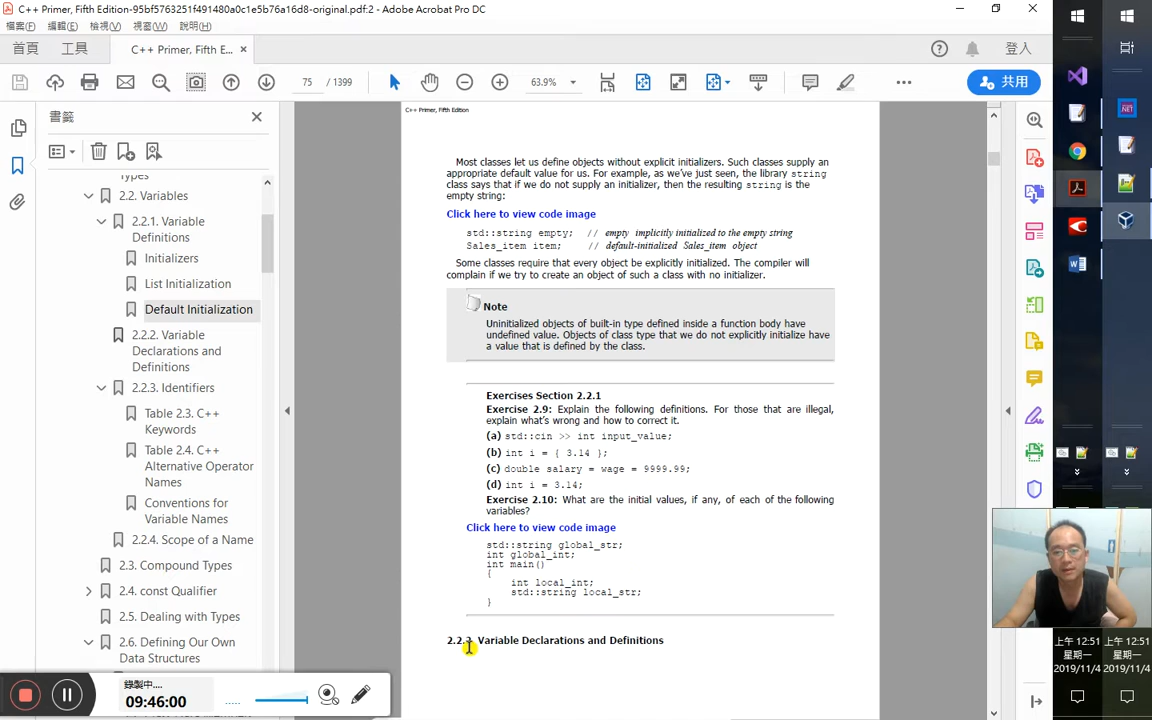 C++ Primer, Fifth Edition-95bf5763251f491480a0c1e5b76a16d8-original.pdf:2 - Adobe Acrobat Pro DC
檔案(F) 編輯(E) 檢視(V) 視窗(W) 說明(H)
首頁 工具 C++ Primer, Fifth E... × 登入
75 / 1399 63.9% 共用
書籤
Types
2.2. Variables
2.2.1. Variable
Definitions
Initializers
List Initialization
Default Initialization
2.2.2. Variable
Declarations and
Definitions
2.2.3. Identifiers
Table 2.3. C++
Keywords
Table 2.4. C++
Alternative Operator
Names
Conventions for
Variable Names
2.2.4. Scope of a Name
2.3. Compound Types
2.4. const Qualifier
2.5. Dealing with Types
2.6. Defining Our Own
Data Structures
C++ Primer, Fifth Edition
Most classes let us define objects without explicit initializers. Such classes supply an
appropriate default value for us. For example, as we've just seen, the library string
class says that if we do not supply an initializer, then the resulting string is the
empty string:
Click here to view code image
std::string empty; // empty implicitly initialized to the empty string
Sales_item item; // default-initialized Sales_item object
Some classes require that every object be explicitly initialized. The compiler will
complain if we try to create an object of such a class with no initializer.
Note
Uninitialized objects of built-in type defined inside a function body have
undefined value. Objects of class type that we do not explicitly initialize have
a value that is defined by the class.
Exercises Section 2.2.1
Exercise 2.9: Explain the following definitions. For those that are illegal,
explain what's wrong and how to correct it.
(a) std::cin >> int input_value;
(b) int i = { 3.14 };
(c) double salary = wage = 9999.99;
(d) int i = 3.14;
Exercise 2.10: What are the initial values, if any, of each of the following
variables?
Click here to view code image
std::string global_str;
int global_int;
int main()
{
int local_int;
std::string local_str;
}
2.2.2. Variable Declarations and Definitions
錄製中....
09:46:00
.NET
上午 12:51
星期一
2019/11/4
上午 12:51
星期一
2019/11/4